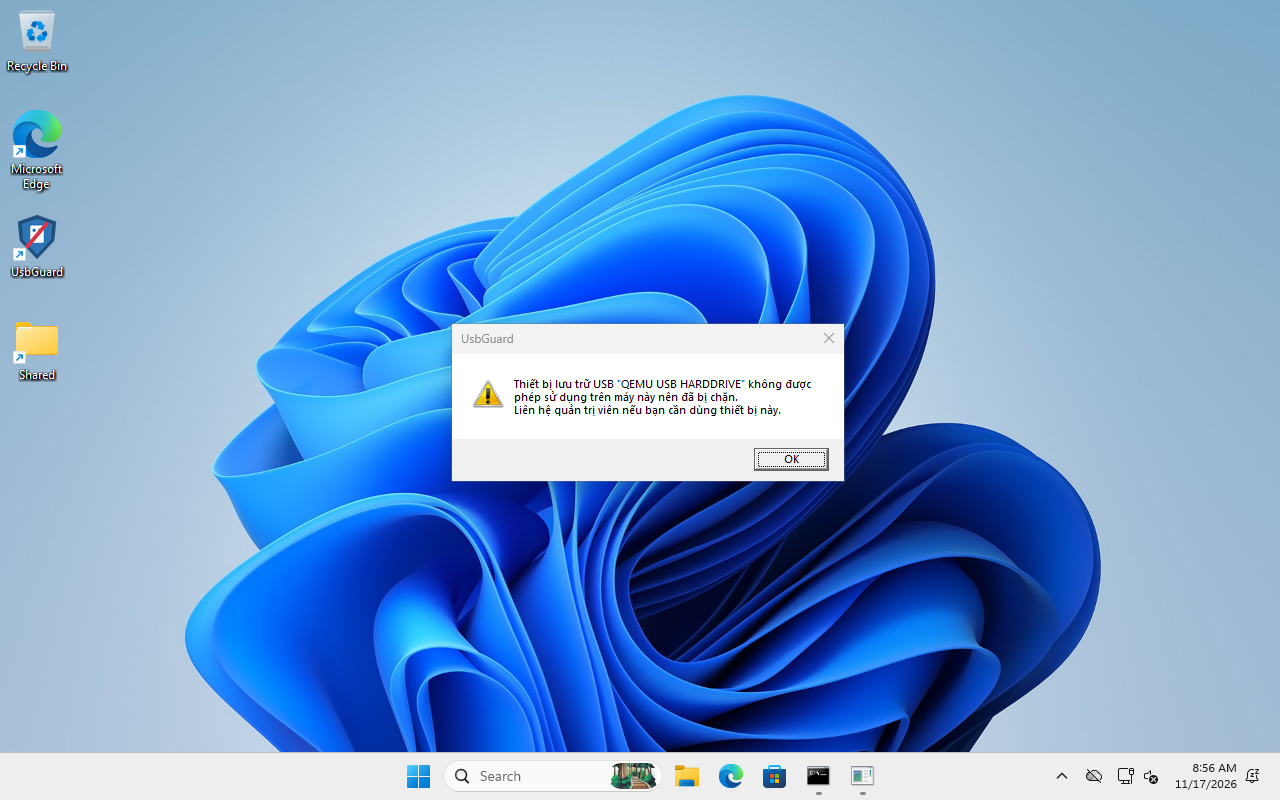 Recycle Bin
Microsoft
Edge
UsbGuard
Shared
UsbGuard
Thiết bị lưu trữ USB "QEMU USB HARDDRIVE" không được
phép sử dụng trên máy này nên đã bị chặn.
Liên hệ quản trị viên nếu bạn cần dùng thiết bị này.
OK
Search
8:56 AM
11/17/2026